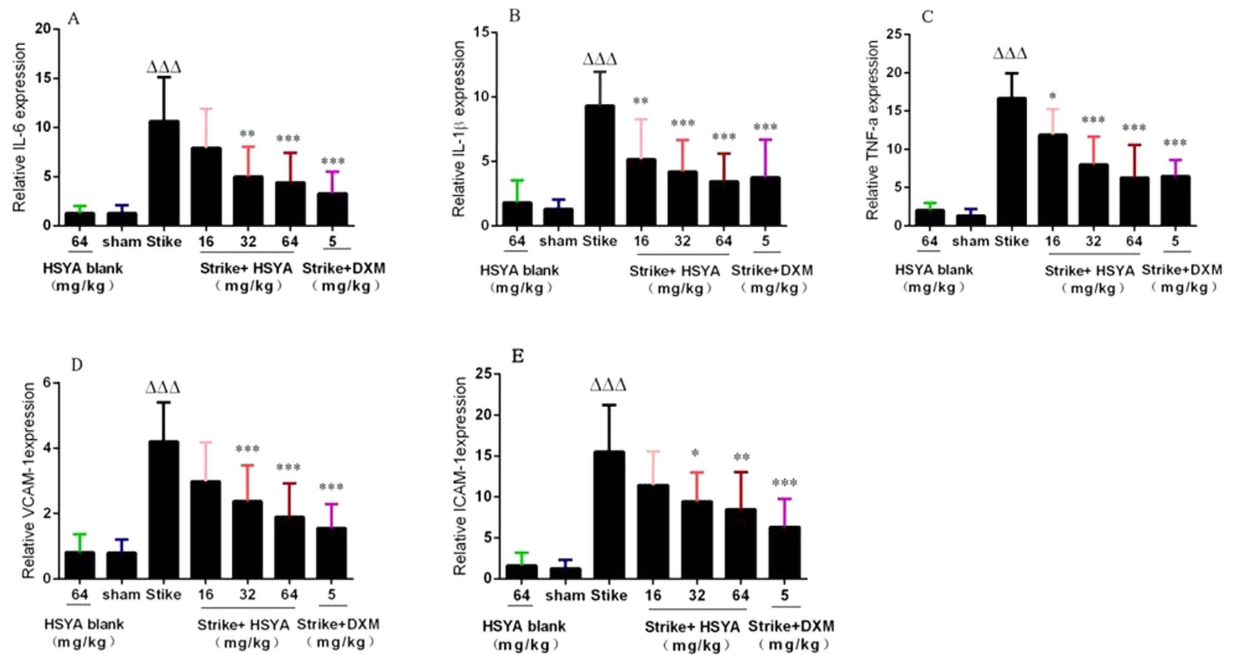 A
Relative IL-6 expression
20
15
10
5
0
ΔΔΔ
**
***
***
64 sham Stike 16 32 64 5
HSYA blank Strike+ HSYA Strike+DXM
(mg/kg) (mg/kg) (mg/kg)
B
Relative IL-1β expression
15
10
5
0
ΔΔΔ
**
***
***
***
64 sham Stike 16 32 64 5
HSYA blank Strike+ HSYA Strike+DXM
(mg/kg) (mg/kg) (mg/kg)
C
Relative TNF-a expression
25
20
15
10
5
0
ΔΔΔ
*
***
***
***
64 sham Stike 16 32 64 5
HSYA blank Strike+ HSYA Strike+DXM
(mg/kg) (mg/kg) (mg/kg)
D
Relative VCAM-1expression
6
4
2
0
ΔΔΔ
***
***
***
64 sham Stike 16 32 64 5
HSYA blank Strike+ HSYA Strike+DXM
(mg/kg) (mg/kg) (mg/kg)
E
Relative ICAM-1expression
25
20
15
10
5
0
ΔΔΔ
*
**
***
64 sham Stike 16 32 64 5
HSYA blank Strike+ HSYA Strike+DXM
(mg/kg) (mg/kg) (mg/kg)